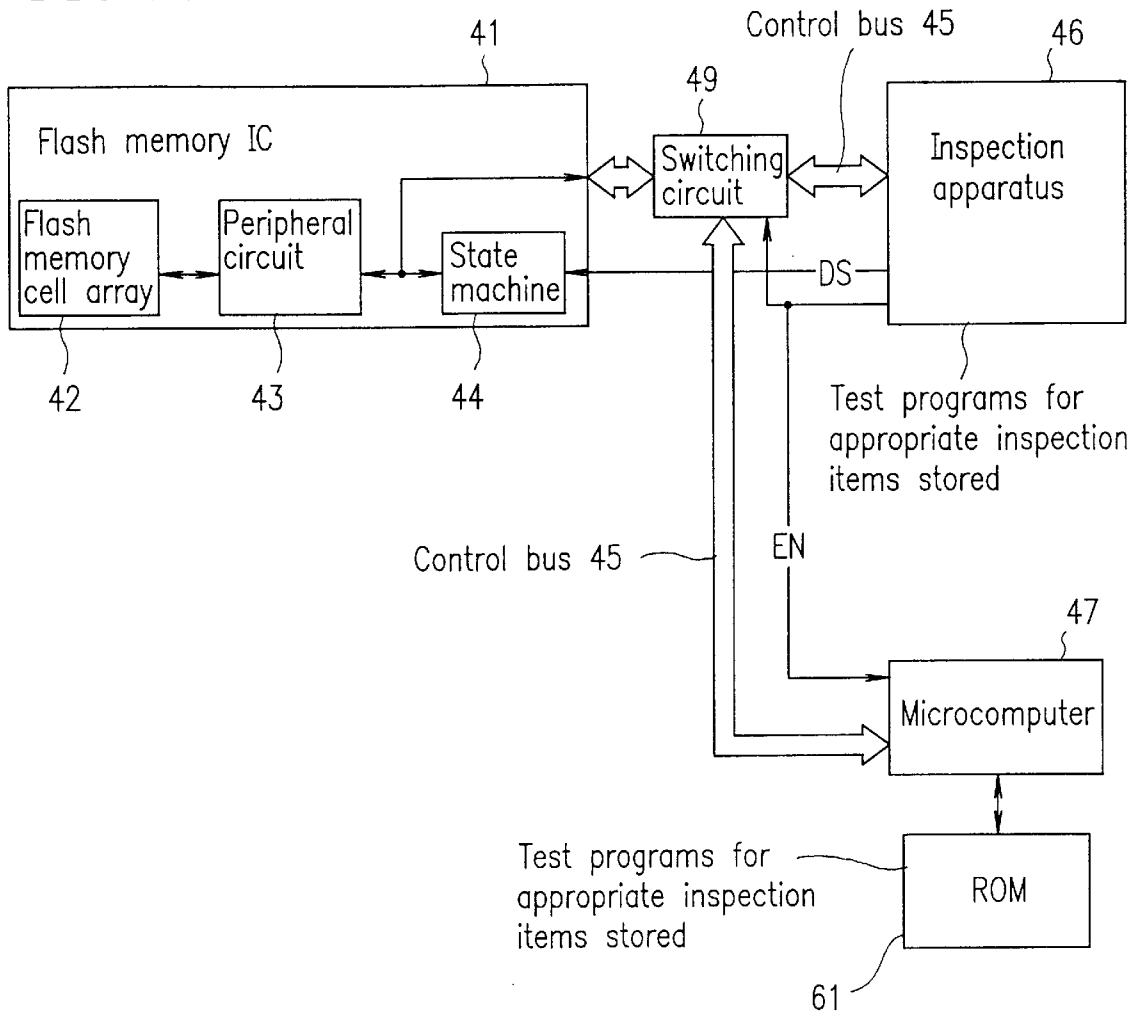 41
Control bus 45
46
49
Flash memory IC
Switching
circuit
Inspection
apparatus
Flash
memory
cell array
Peripheral
circuit
State
machine
DS
42
43
44
Test programs for
appropriate inspection
items stored
Control bus 45
EN
47
Microcomputer
Test programs for
appropriate inspection
items stored
ROM
61